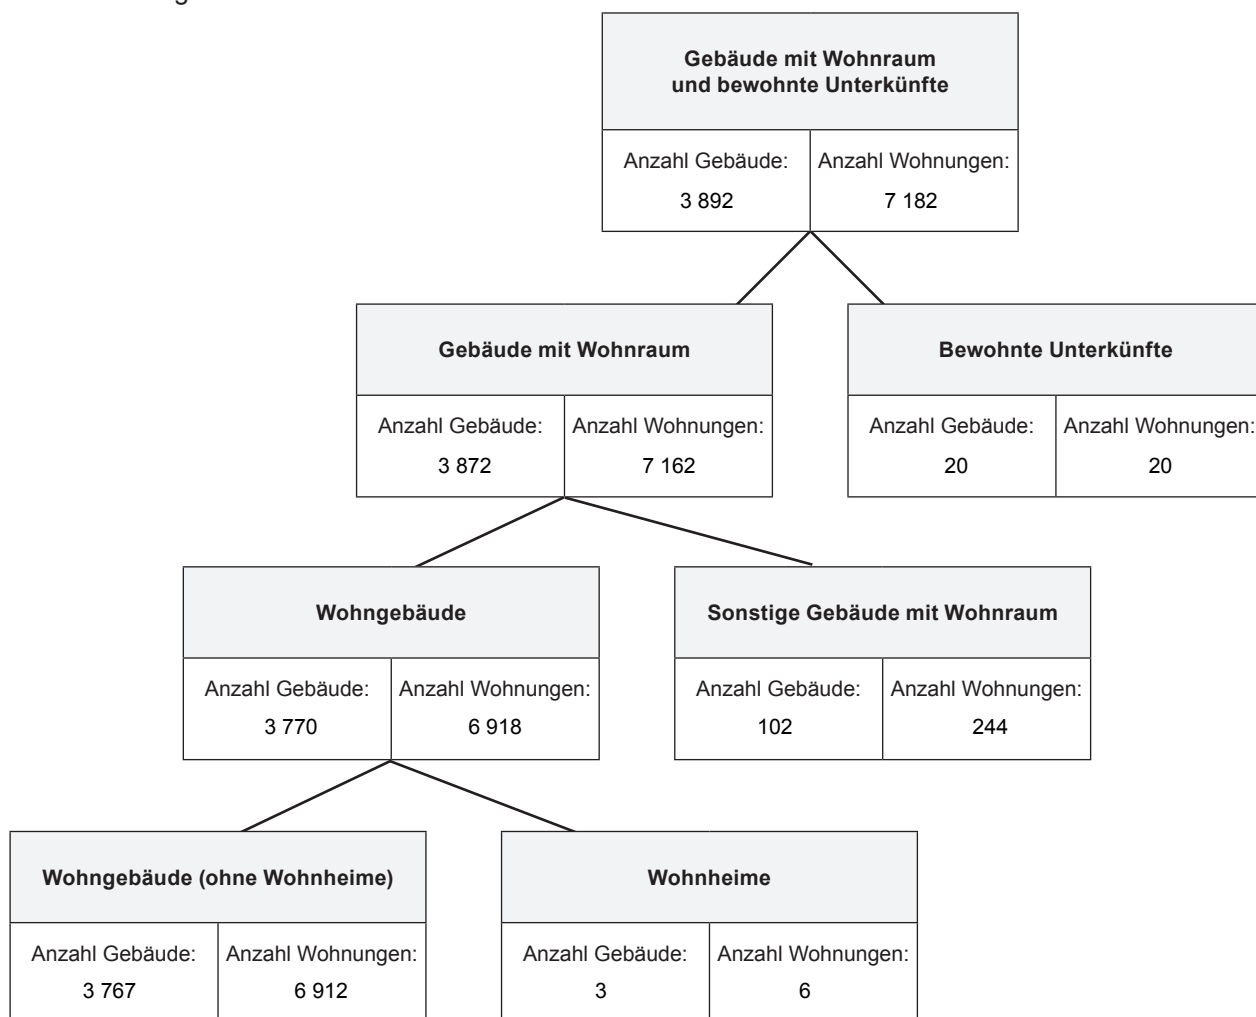 Gebäude mit Wohnraum
und bewohnte Unterkünfte
Anzahl Gebäude: Anzahl Wohnungen:
3 892 7 182
Gebäude mit Wohnraum Bewohnte Unterkünfte
Anzahl Gebäude: Anzahl Wohnungen: Anzahl Gebäude: Anzahl Wohnungen:
3 872 7 162 20 20
Wohngebäude Sonstige Gebäude mit Wohnraum
Anzahl Gebäude: Anzahl Wohnungen: Anzahl Gebäude: Anzahl Wohnungen:
3 770 6 918 102 244
Wohngebäude (ohne Wohnheime) Wohnheime
Anzahl Gebäude: Anzahl Wohnungen: Anzahl Gebäude: Anzahl Wohnungen:
3 767 6 912 3 6